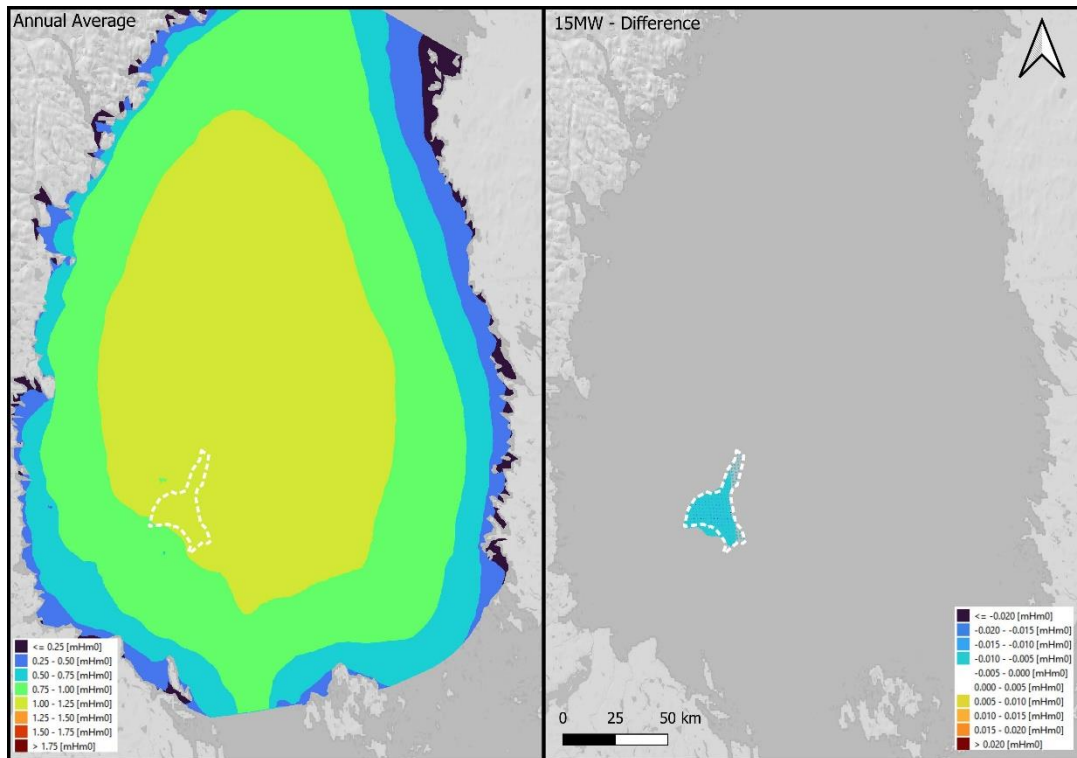 Annual Average
<= 0.25 [mHm0]
0.25 - 0.50 [mHm0]
0.50 - 0.75 [mHm0]
0.75 - 1.00 [mHm0]
1.00 - 1.25 [mHm0]
1.25 - 1.50 [mHm0]
1.50 - 1.75 [mHm0]
> 1.75 [mHm0]
15MW - Difference
0 25 50 km
<= -0.020 [mHm0]
-0.020 - -0.015 [mHm0]
-0.015 - -0.010 [mHm0]
-0.010 - -0.005 [mHm0]
-0.005 - 0.000 [mHm0]
0.000 - 0.005 [mHm0]
0.005 - 0.010 [mHm0]
0.010 - 0.015 [mHm0]
0.015 - 0.020 [mHm0]
> 0.020 [mHm0]